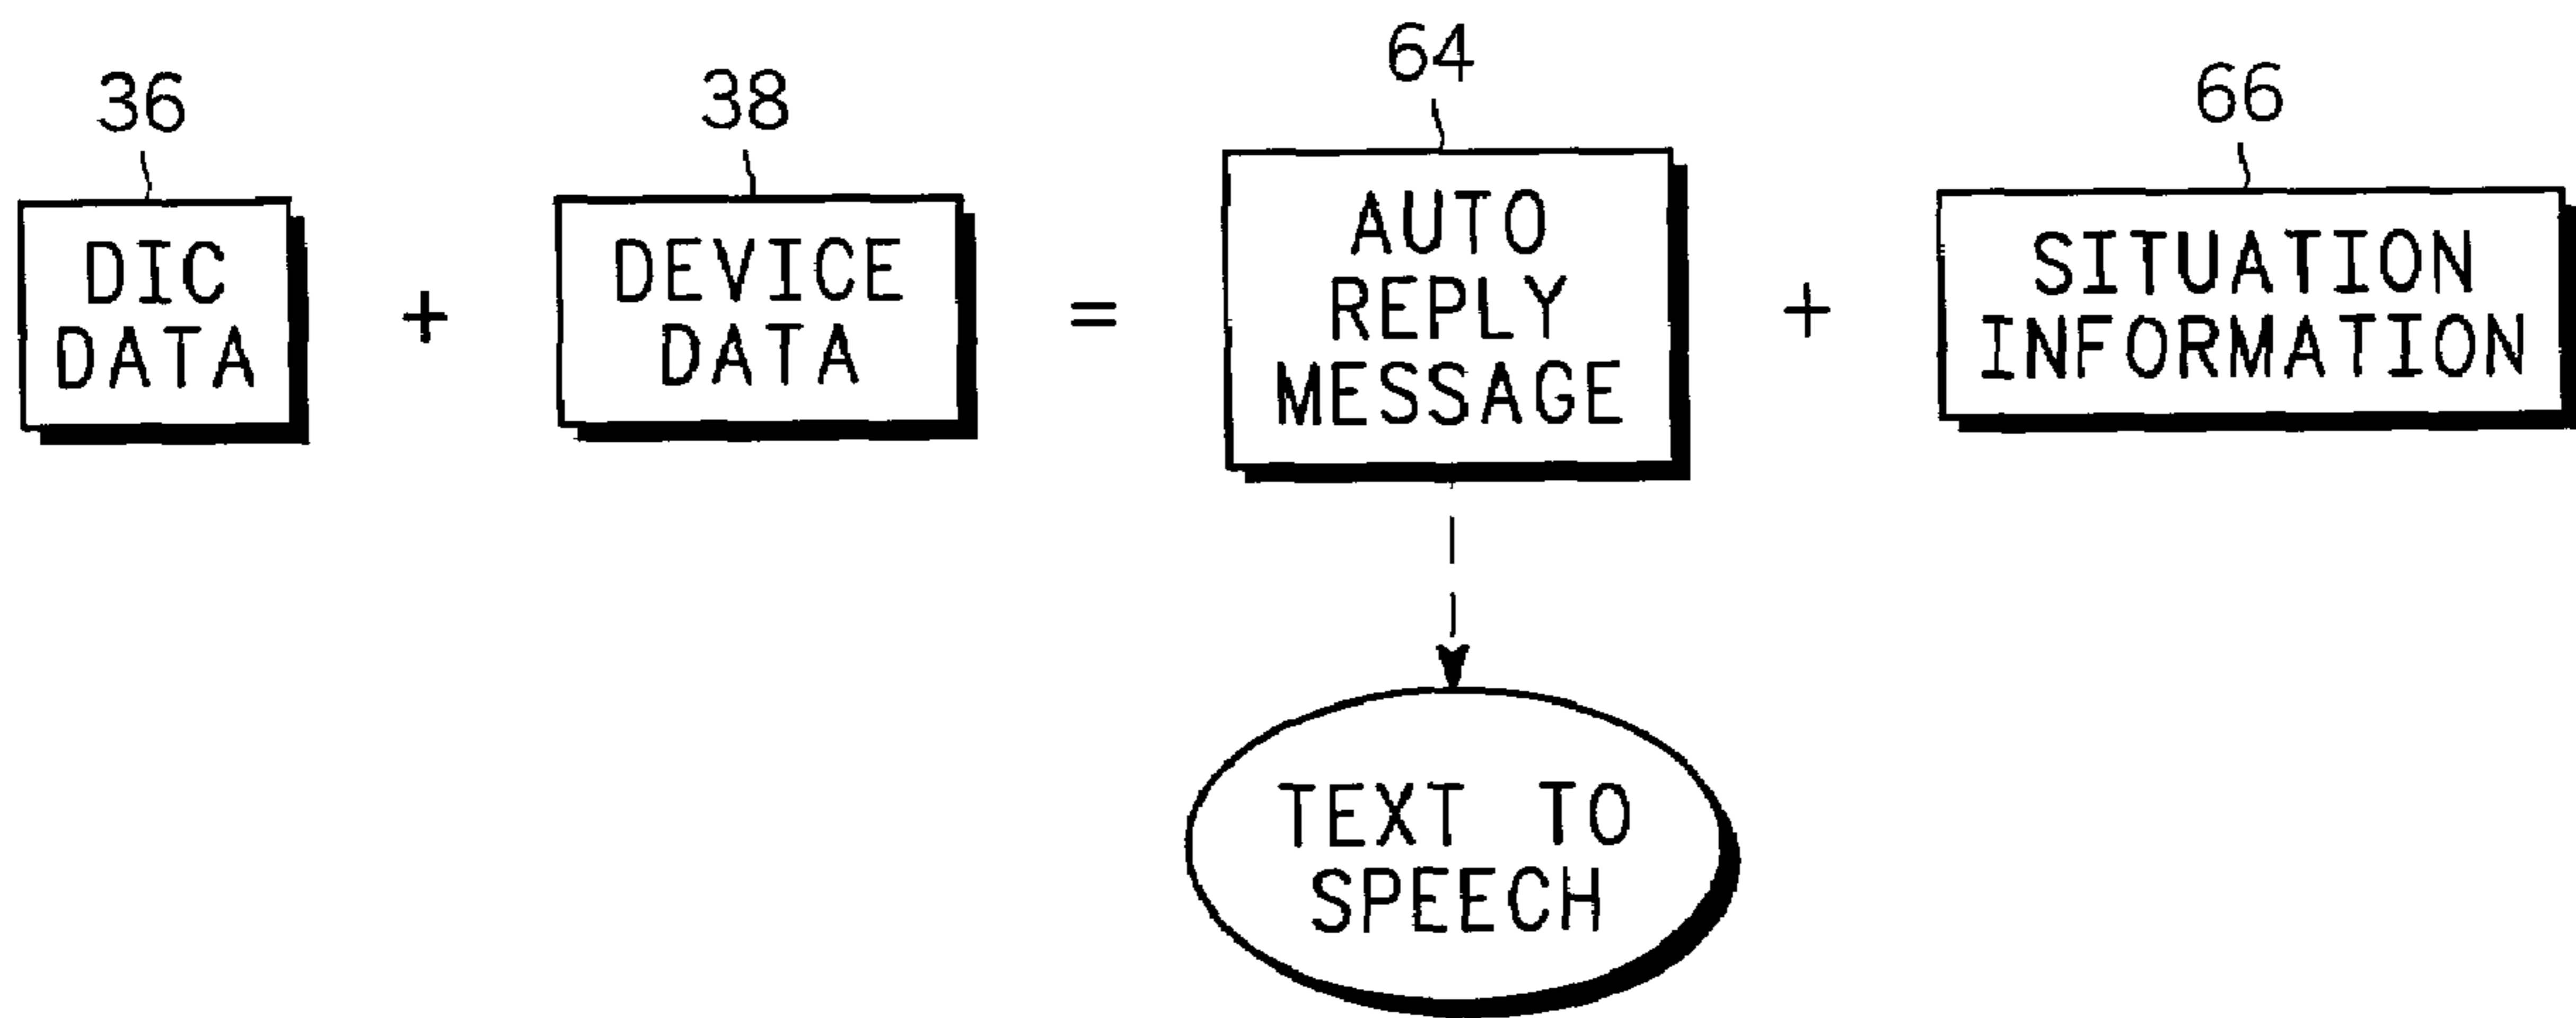 36
38
64
66
DIC
DATA
+
DEVICE
DATA
=
AUTO
REPLY
MESSAGE
+
SITUATION
INFORMATION
TEXT TO
SPEECH